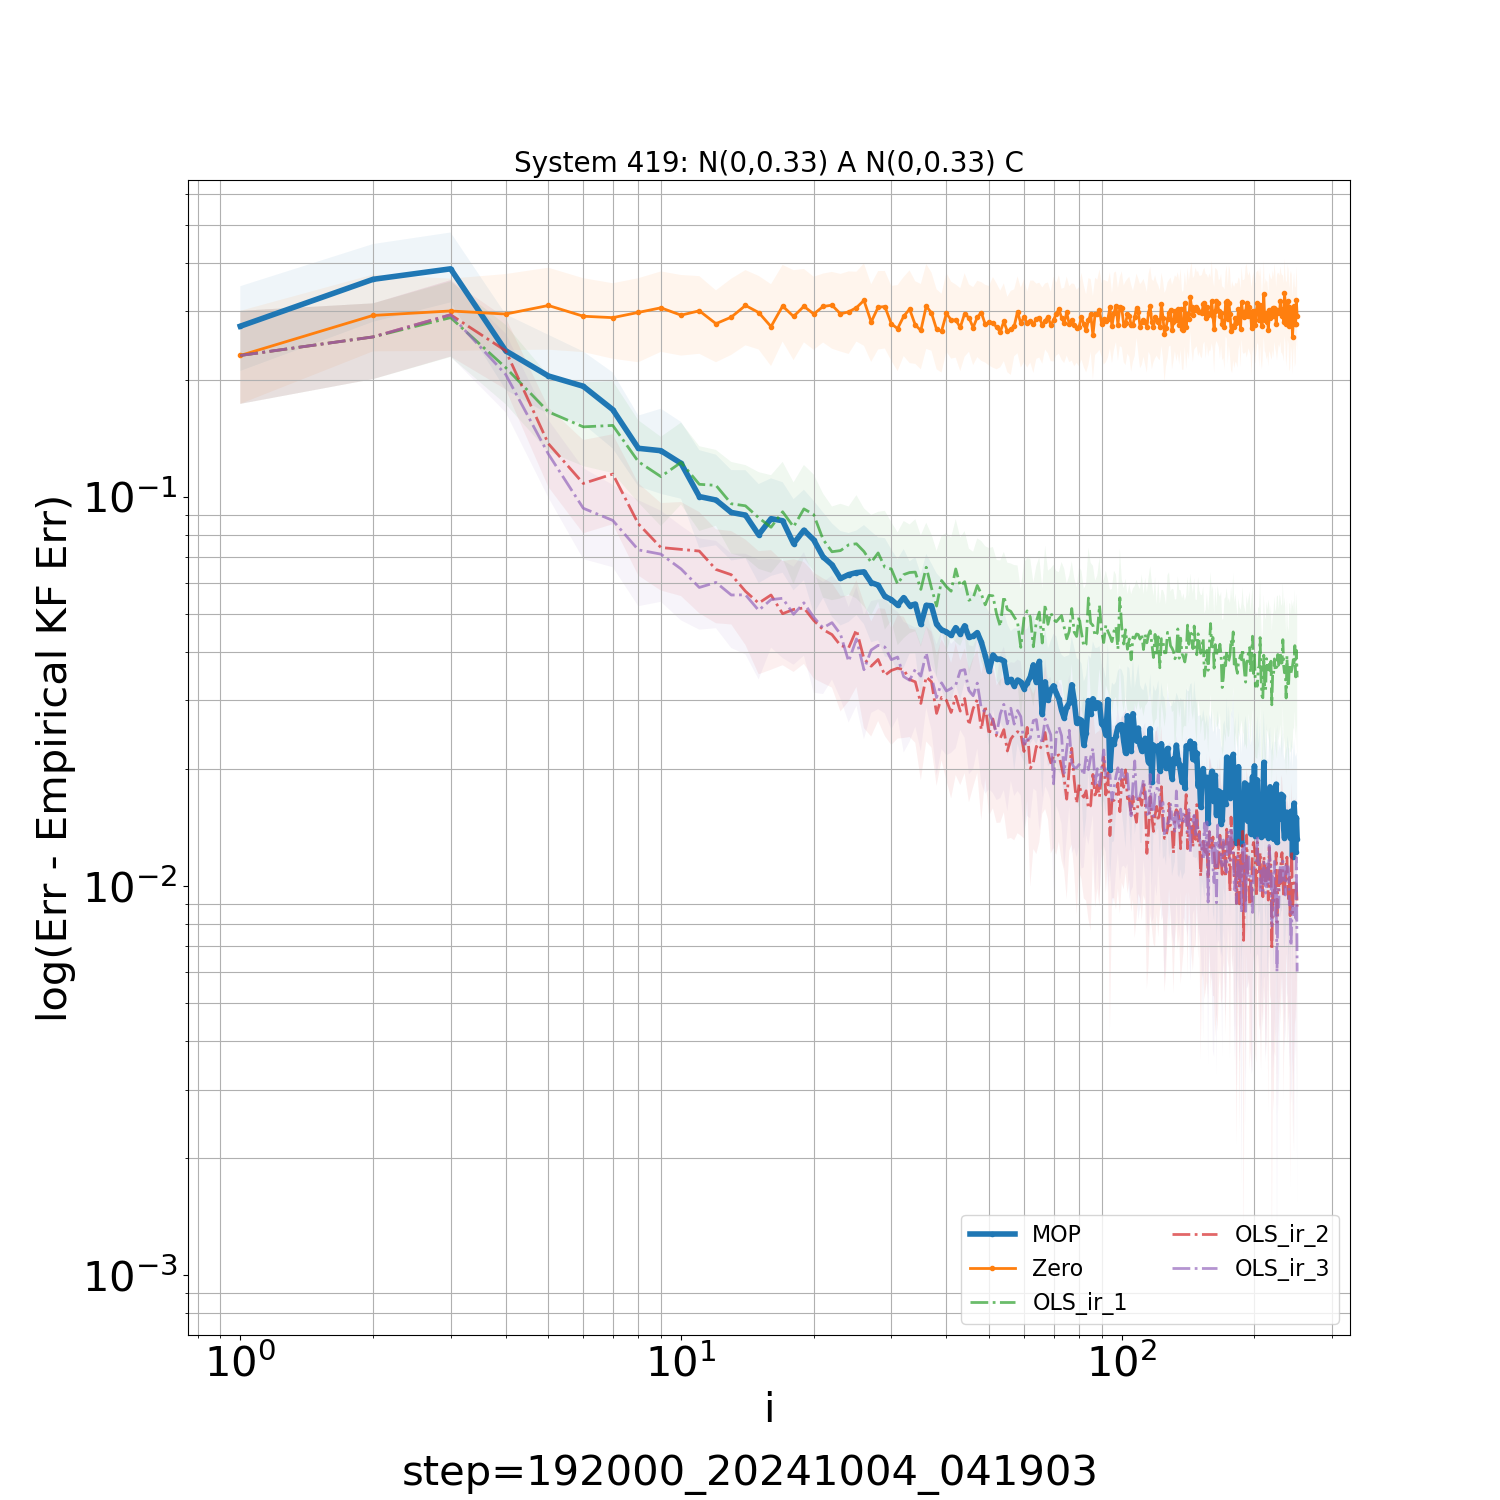 System 419: N(0,0.33) A N(0,0.33) C
log(Err - Empirical KF Err)
10⁻¹
10⁻²
10⁻³
MOP
Zero
OLS_ir_1
OLS_ir_2
OLS_ir_3
10⁰ 10¹ 10²
i
step=192000_20241004_041903